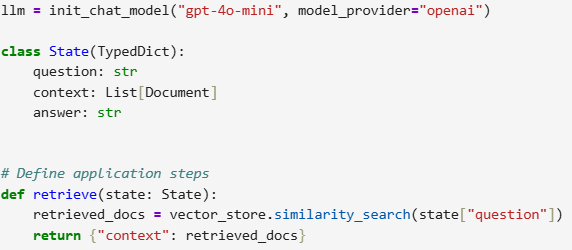 llm = init_chat_model("gpt-4o-mini", model_provider="openai")
class State(TypedDict):
    question: str
    context: List[Document]
    answer: str
# Define application steps
def retrieve(state: State):
    retrieved_docs = vector_store.similarity_search(state["question"])
    return {"context": retrieved_docs}